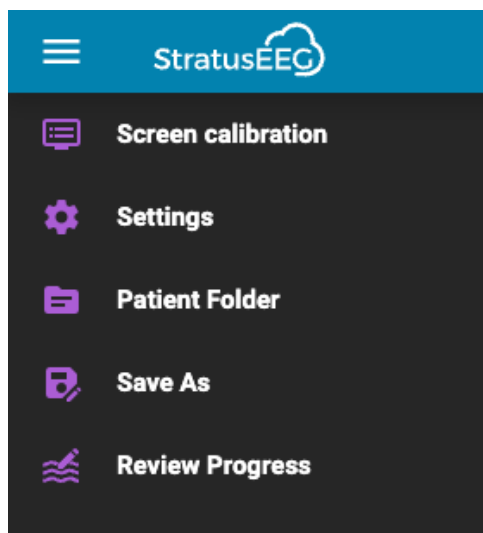 StratusEEG
Screen calibration
Settings
Patient Folder
Save As
Review Progress